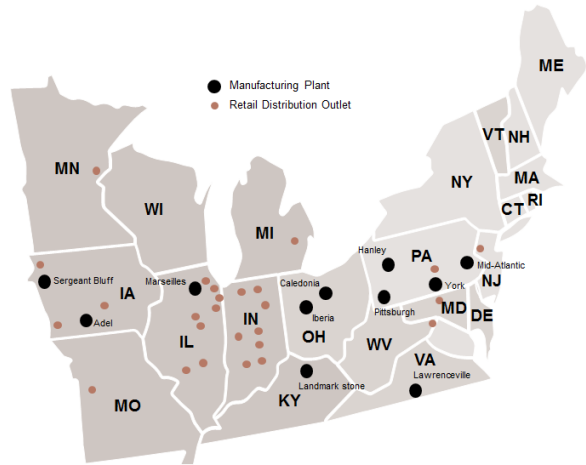 Manufacturing Plant
Retail Distribution Outlet
ME
VT
NH
MN
MA
NY
RI
CT
WI
MI
Hanley
PA
Mid-Atlantic
Sergeant Bluff
Marseilles
Caledonia
NJ
IA
York
MD
Iberia
Pittsburgh
DE
Adel
IN
OH
IL
WV
VA
Lawrenceville
Landmark stone
KY
MO